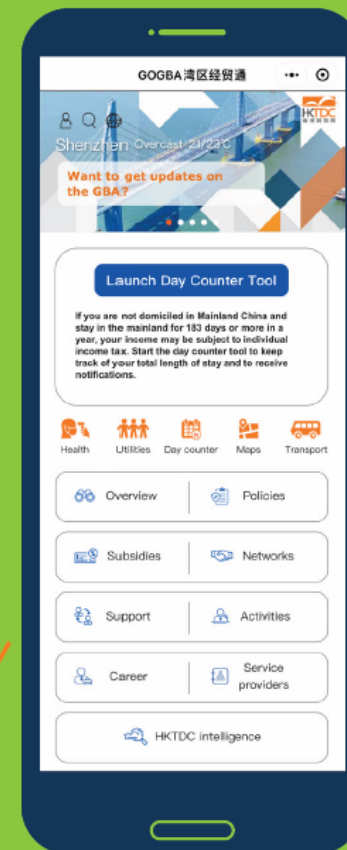 GOGBA湾区经贸通
HKTDC
Shenzhen Overcast 21/23°C
Want to get updates on
the GBA?
Launch Day Counter Tool
If you are not domiciled in Mainland China and
stay in the mainland for 183 days or more in a
year, your income may be subject to individual
income tax. Start the day counter tool to keep
track of your total length of stay and to receive
notifications.
Health Utilities Day counter Maps Transport
Overview Policies
Subsidies Networks
Support Activities
Career Service
providers
HKTDC intelligence